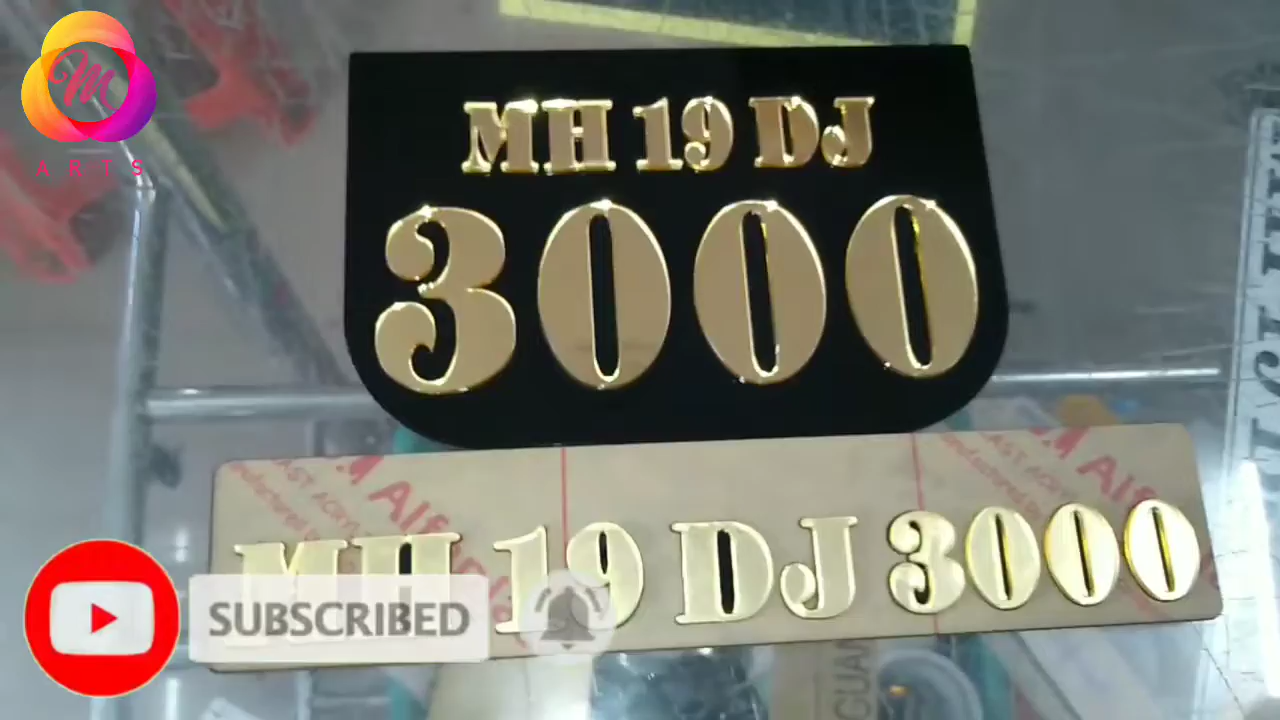 M
ARTS
MH 19 DJ
3000
MH 19 DJ 3000
SUBSCRIBED